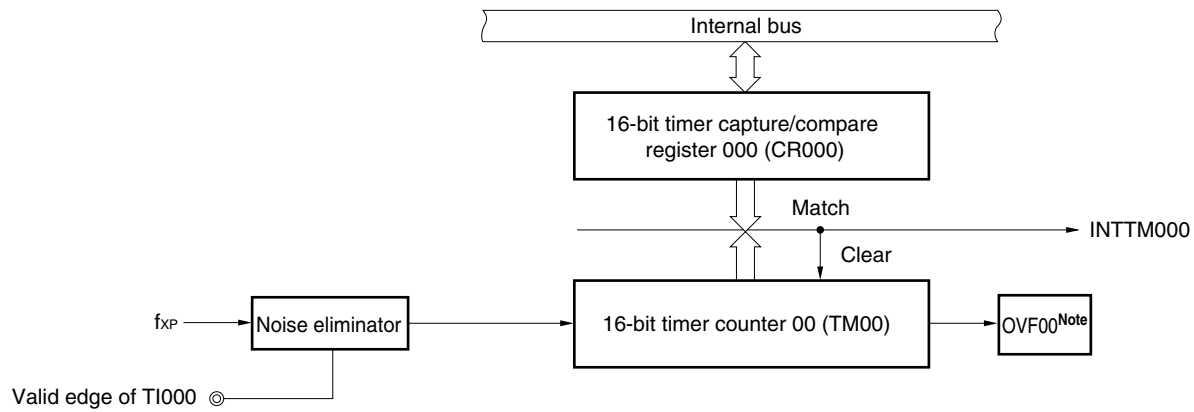 Internal bus
16-bit timer capture/compare
register 000 (CR000)
Match
INTTM000
Clear
fXP
Noise eliminator
16-bit timer counter 00 (TM00)
OVF00Note
Valid edge of TI000